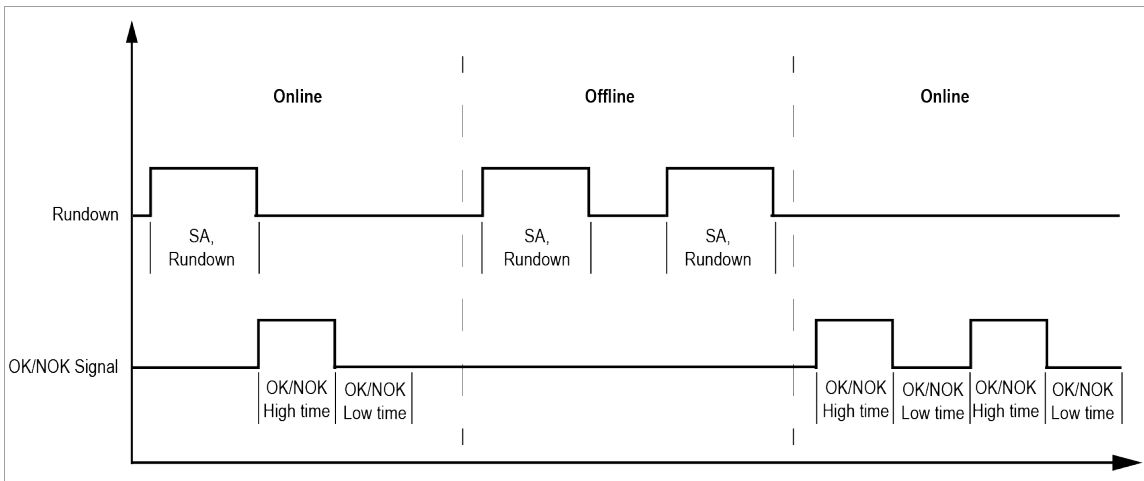 Online
Offline
Online
Rundown
SA,
Rundown
SA,
Rundown
SA,
Rundown
OK/NOK Signal
OK/NOK
High time
OK/NOK
Low time
OK/NOK
High time
OK/NOK
Low time
OK/NOK
High time
OK/NOK
Low time